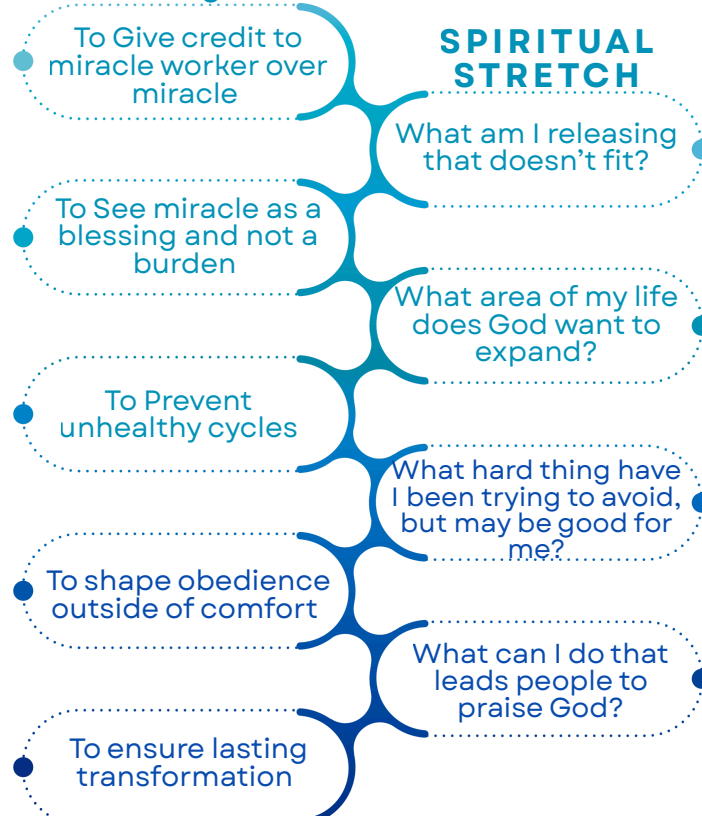 To Give credit to
miracle worker over
miracle
SPIRITUAL
STRETCH
What am I releasing
that doesn’t fit?
To See miracle as a
blessing and not a
burden
What area of my life
does God want to
expand?
To Prevent
unhealthy cycles
What hard thing have
I been trying to avoid,
but may be good for
me?
To shape obedience
outside of comfort
What can I do that
leads people to
praise God?
To ensure lasting
transformation